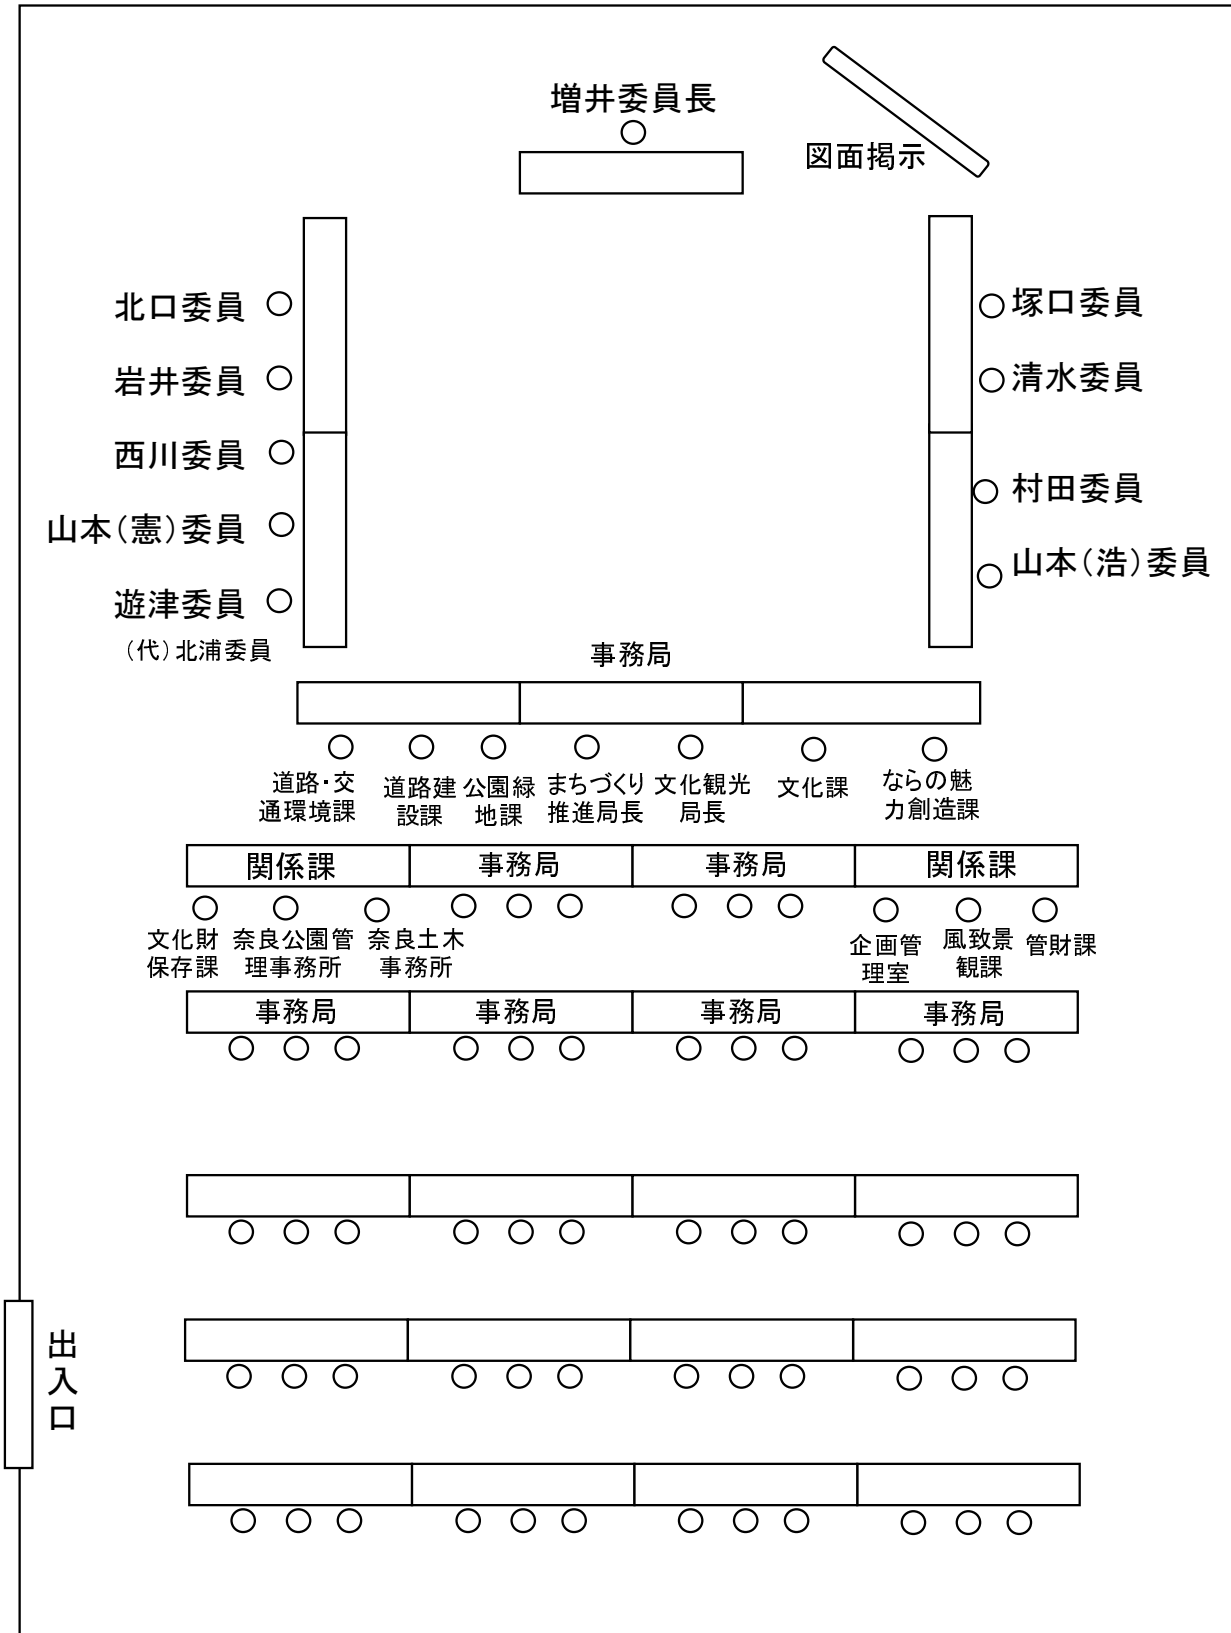 増井委員長
図面掲示
北口委員
塚口委員
岩井委員
清水委員
西川委員
村田委員
山本（憲）委員
山本（浩）委員
遊津委員
（代）北浦委員
事務局
道路・交
通環境課
道路建
設課
公園緑
地課
まちづくり
推進局長
文化観光
局長
文化課
ならの魅
力創造課
関係課
事務局
事務局
関係課
文化財
保存課
奈良公園管
理事務所
奈良土木
事務所
企画管
理室
風致景
観課
管財課
事務局
事務局
事務局
事務局
出入口